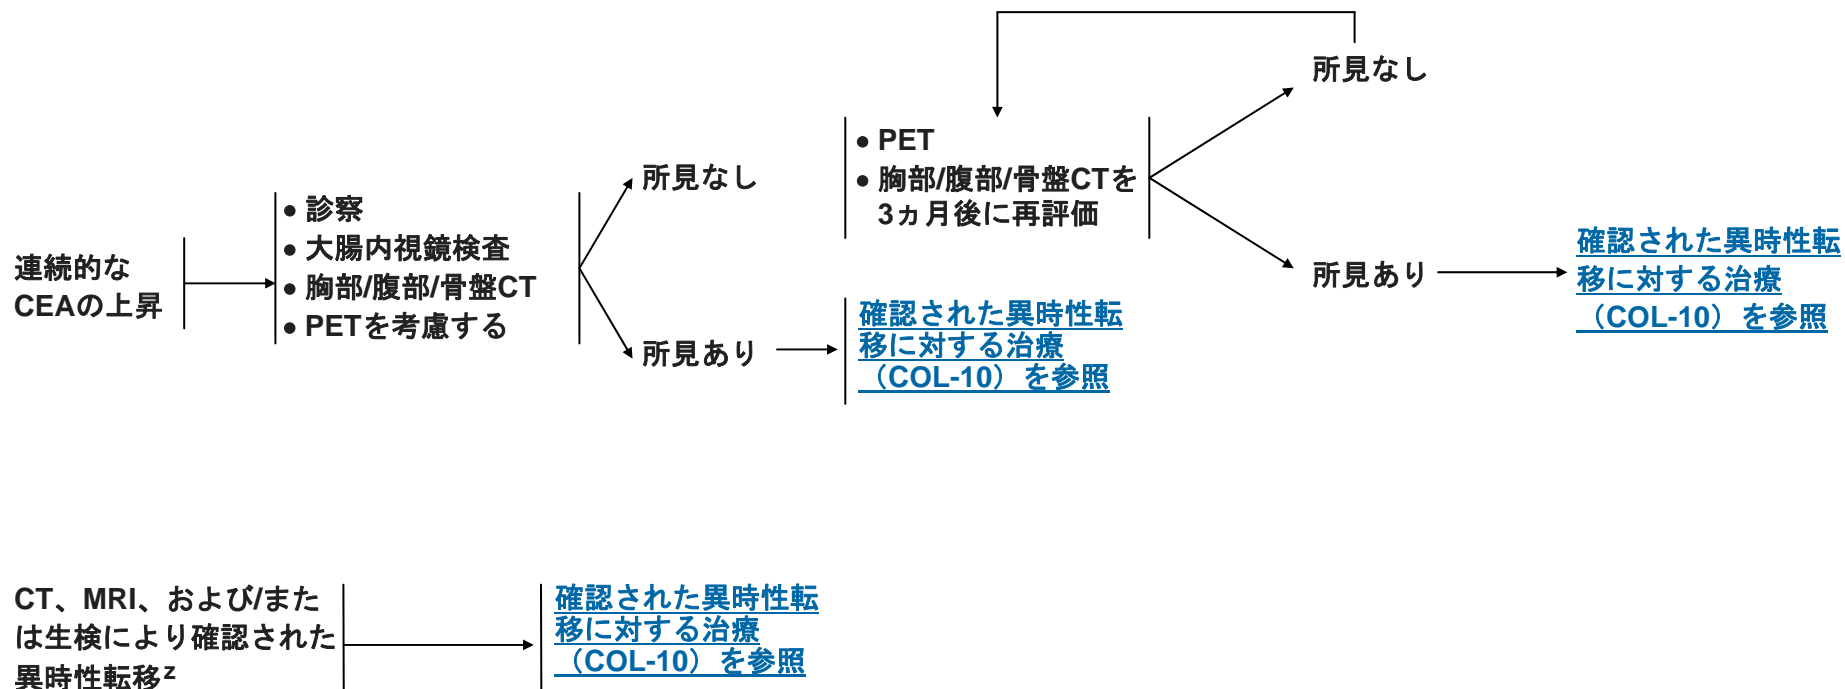 連続的な
CEAの上昇
● 診察
● 大腸内視鏡検査
● 胸部/腹部/骨盤CT
● PETを考慮する
所見なし
所見あり
● PET
● 胸部/腹部/骨盤CTを
3ヵ月後に再評価
確認された異時性転
移に対する治療
（COL-10）を参照
所見なし
所見あり
確認された異時性転
移に対する治療
（COL-10）を参照
CT、MRI、および/また
は生検により確認された
異時性転移z
確認された異時性転
移に対する治療
（COL-10）を参照